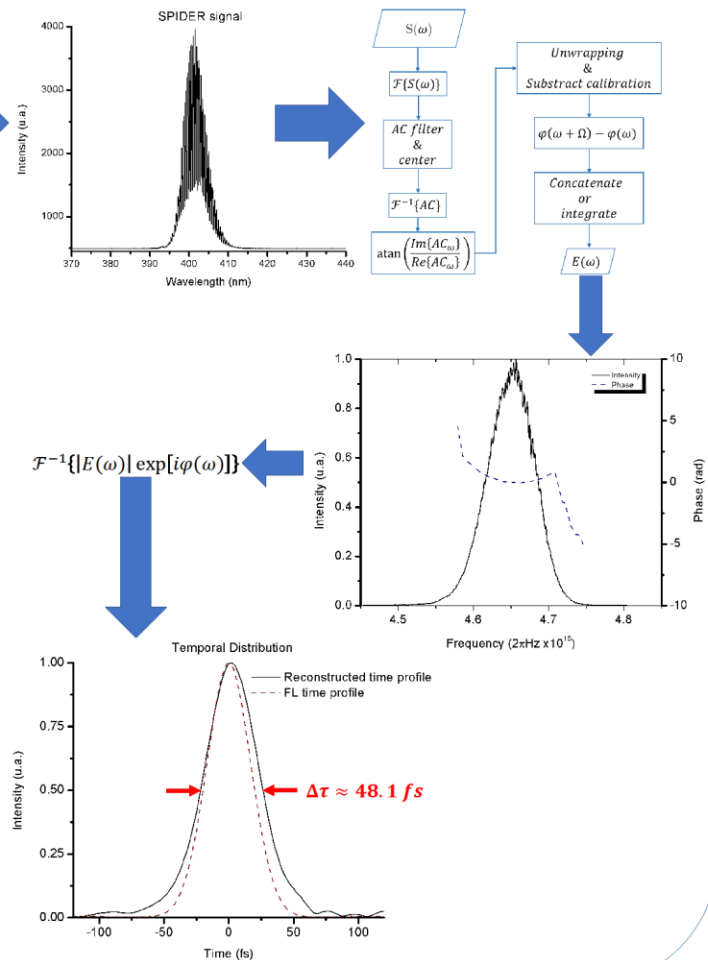 SPIDER signal
Intensity (u.a.)
4000
3000
2000
1000
370 380 390 400 410 420 430 440
Wavelength (nm)
S(ω)
ℱ{S(ω)}
AC filter
&
center
ℱ⁻¹{AC}
atan(Im{AC_ω}/Re{AC_ω})
Unwrapping
&
Substract calibration
φ(ω + Ω) − φ(ω)
Concatenate
or
integrate
E(ω)
Intensity
Phase
Intensity (u.a.)
1.0
0.8
0.6
0.4
0.2
0.0
10
5
0
-5
-10
Phase (rad)
4.5 4.6 4.7 4.8
Frequency (2πHz x10¹⁵)
ℱ⁻¹{|E(ω)| exp[iφ(ω)]}
Temporal Distribution
Reconstructed time profile
FL time profile
Intensity (u.a.)
1.00
0.75
0.50
0.25
0.00
Δτ ≈ 48.1 fs
-100 -50 0 50 100
Time (fs)